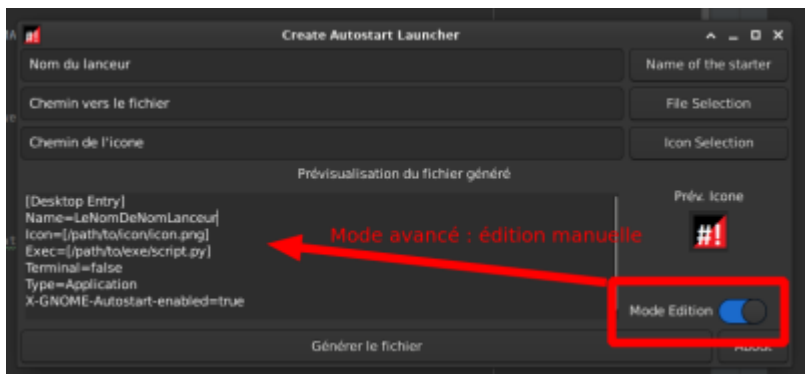 #!
Create Autostart Launcher
Nom du lanceur
Name of the starter
Chemin vers le fichier
File Selection
Chemin de l'icone
Icon Selection
Prévisualisation du fichier généré
[Desktop Entry]
Name=LeNomDeNomLanceur
Icon=[/path/to/icon/icon.png]
Exec=[/path/to/exe/script.py]
Terminal=false
Type=Application
X-GNOME-Autostart-enabled=true
Mode avancé : édition manuelle
Prév. Icone
#!
Mode Edition
Générer le fichier
About